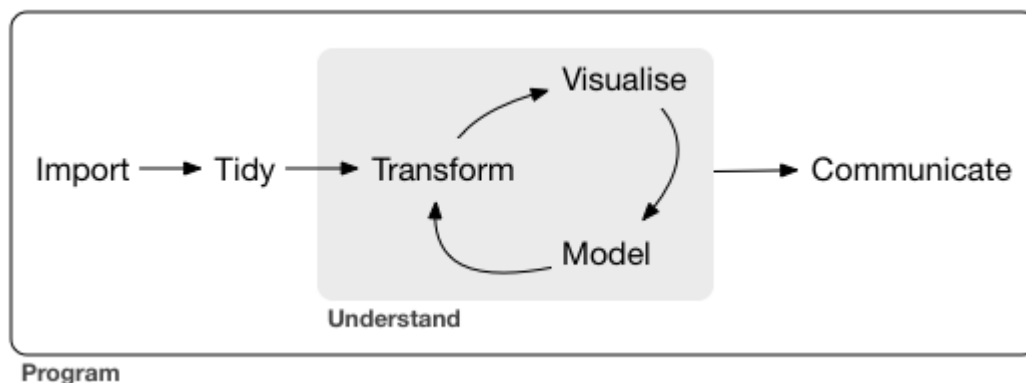 Visualise
Import
Tidy
Transform
Communicate
Model
Understand
Program